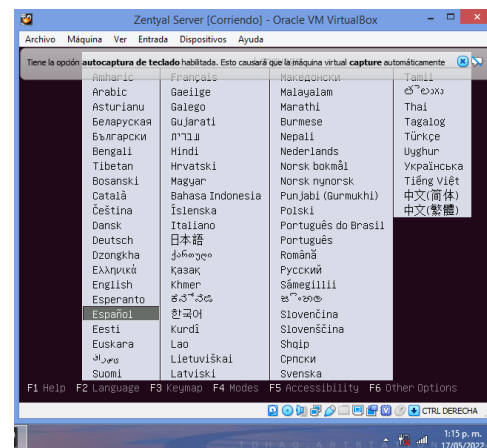 Zentyal Server [Corriendo] - Oracle VM VirtualBox
Archivo Máquina Ver Entrada Dispositivos Ayuda
Tiene la opción autocaptura de teclado habilitada. Esto causará que la máquina virtual capture automáticamente
Amharic Français Македонски Tamil
Arabic Gaeilge Malayalam తెలుగు
Asturianu Galego Marathi Thai
Беларуская Gujarati Burmese Tagalog
Български עברית Nepali Türkçe
Bengali Hindi Nederlands Uyghur
Tibetan Hrvatski Norsk bokmål Українська
Bosanski Magyar Norsk nynorsk Tiếng Việt
Català Bahasa Indonesia Punjabi (Gurmukhi) 中文(简体)
Čeština Íslenska Polski 中文(繁體)
Dansk Italiano Português do Brasil
Deutsch 日本語 Português
Dzongkha ქართული Română
Ελληνικά Қазақ Русский
English Khmer Sámegillii
Esperanto ಕನ್ನಡ සිංහල
Español 한국어 Slovenčina
Eesti Kurdî Slovenščina
Euskara Lao Shqip
فارسی Lietuviškai Српски
Suomi Latviski Svenska
F1 Help F2 Language F3 Keymap F4 Modes F5 Accessibility F6 Other Options
CTRL DERECHA
1:15 p. m.
17/05/2022